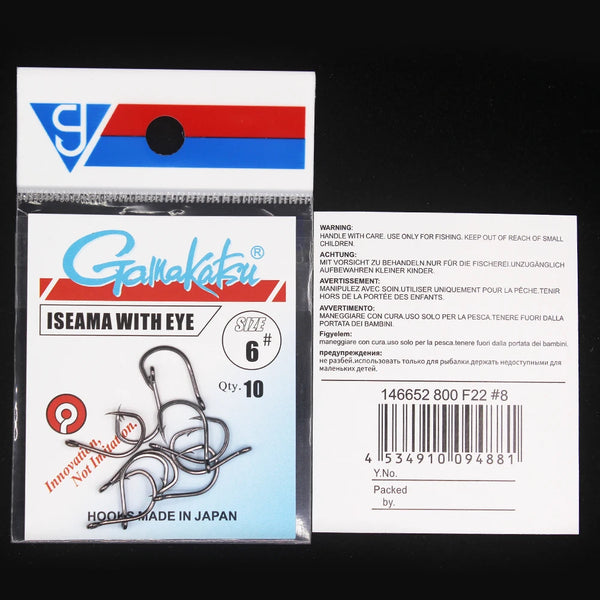 g
Gamakatsu®
ISEAMA WITH EYE
SIZE
6#
Qty. 10
Innovation,
Not Imitation.
HOOKS MADE IN JAPAN
WARNING:
HANDLE WITH CARE. USE ONLY FOR FISHING. KEEP OUT OF REACH OF SMALL
CHILDREN.
ACHTUNG:
MIT VORSICHT ZU BEHANDELN.NUR FÜR DIE FISCHEREI.UNZUGÄNGLICH
AUFBEWAHREN KLEINER KINDER.
AVERTISSEMENT:
MANIPULEZ AVEC SOIN.UTILISER UNIQUEMENT POUR LA PÊCHE.TENIR
HORS DE LA PORTÉE DES ENFANTS.
AVVERTIMENTO:
MANEGGIARE CON CURA.USO SOLO PER LA PESCA.TENERE FUORI DALLA
PORTATA DEI BAMBINI.
Figyelem:
maneggiare con cura.uso solo per la pesca.tenere fuori dalla portata dei bambini.
предупреждения:
не разбей.использовать только для рыбалки.держать недоступными для
маленьких детей.
146652 800 F22 #8
4 534910 094881
Y.No.
Packed
by.